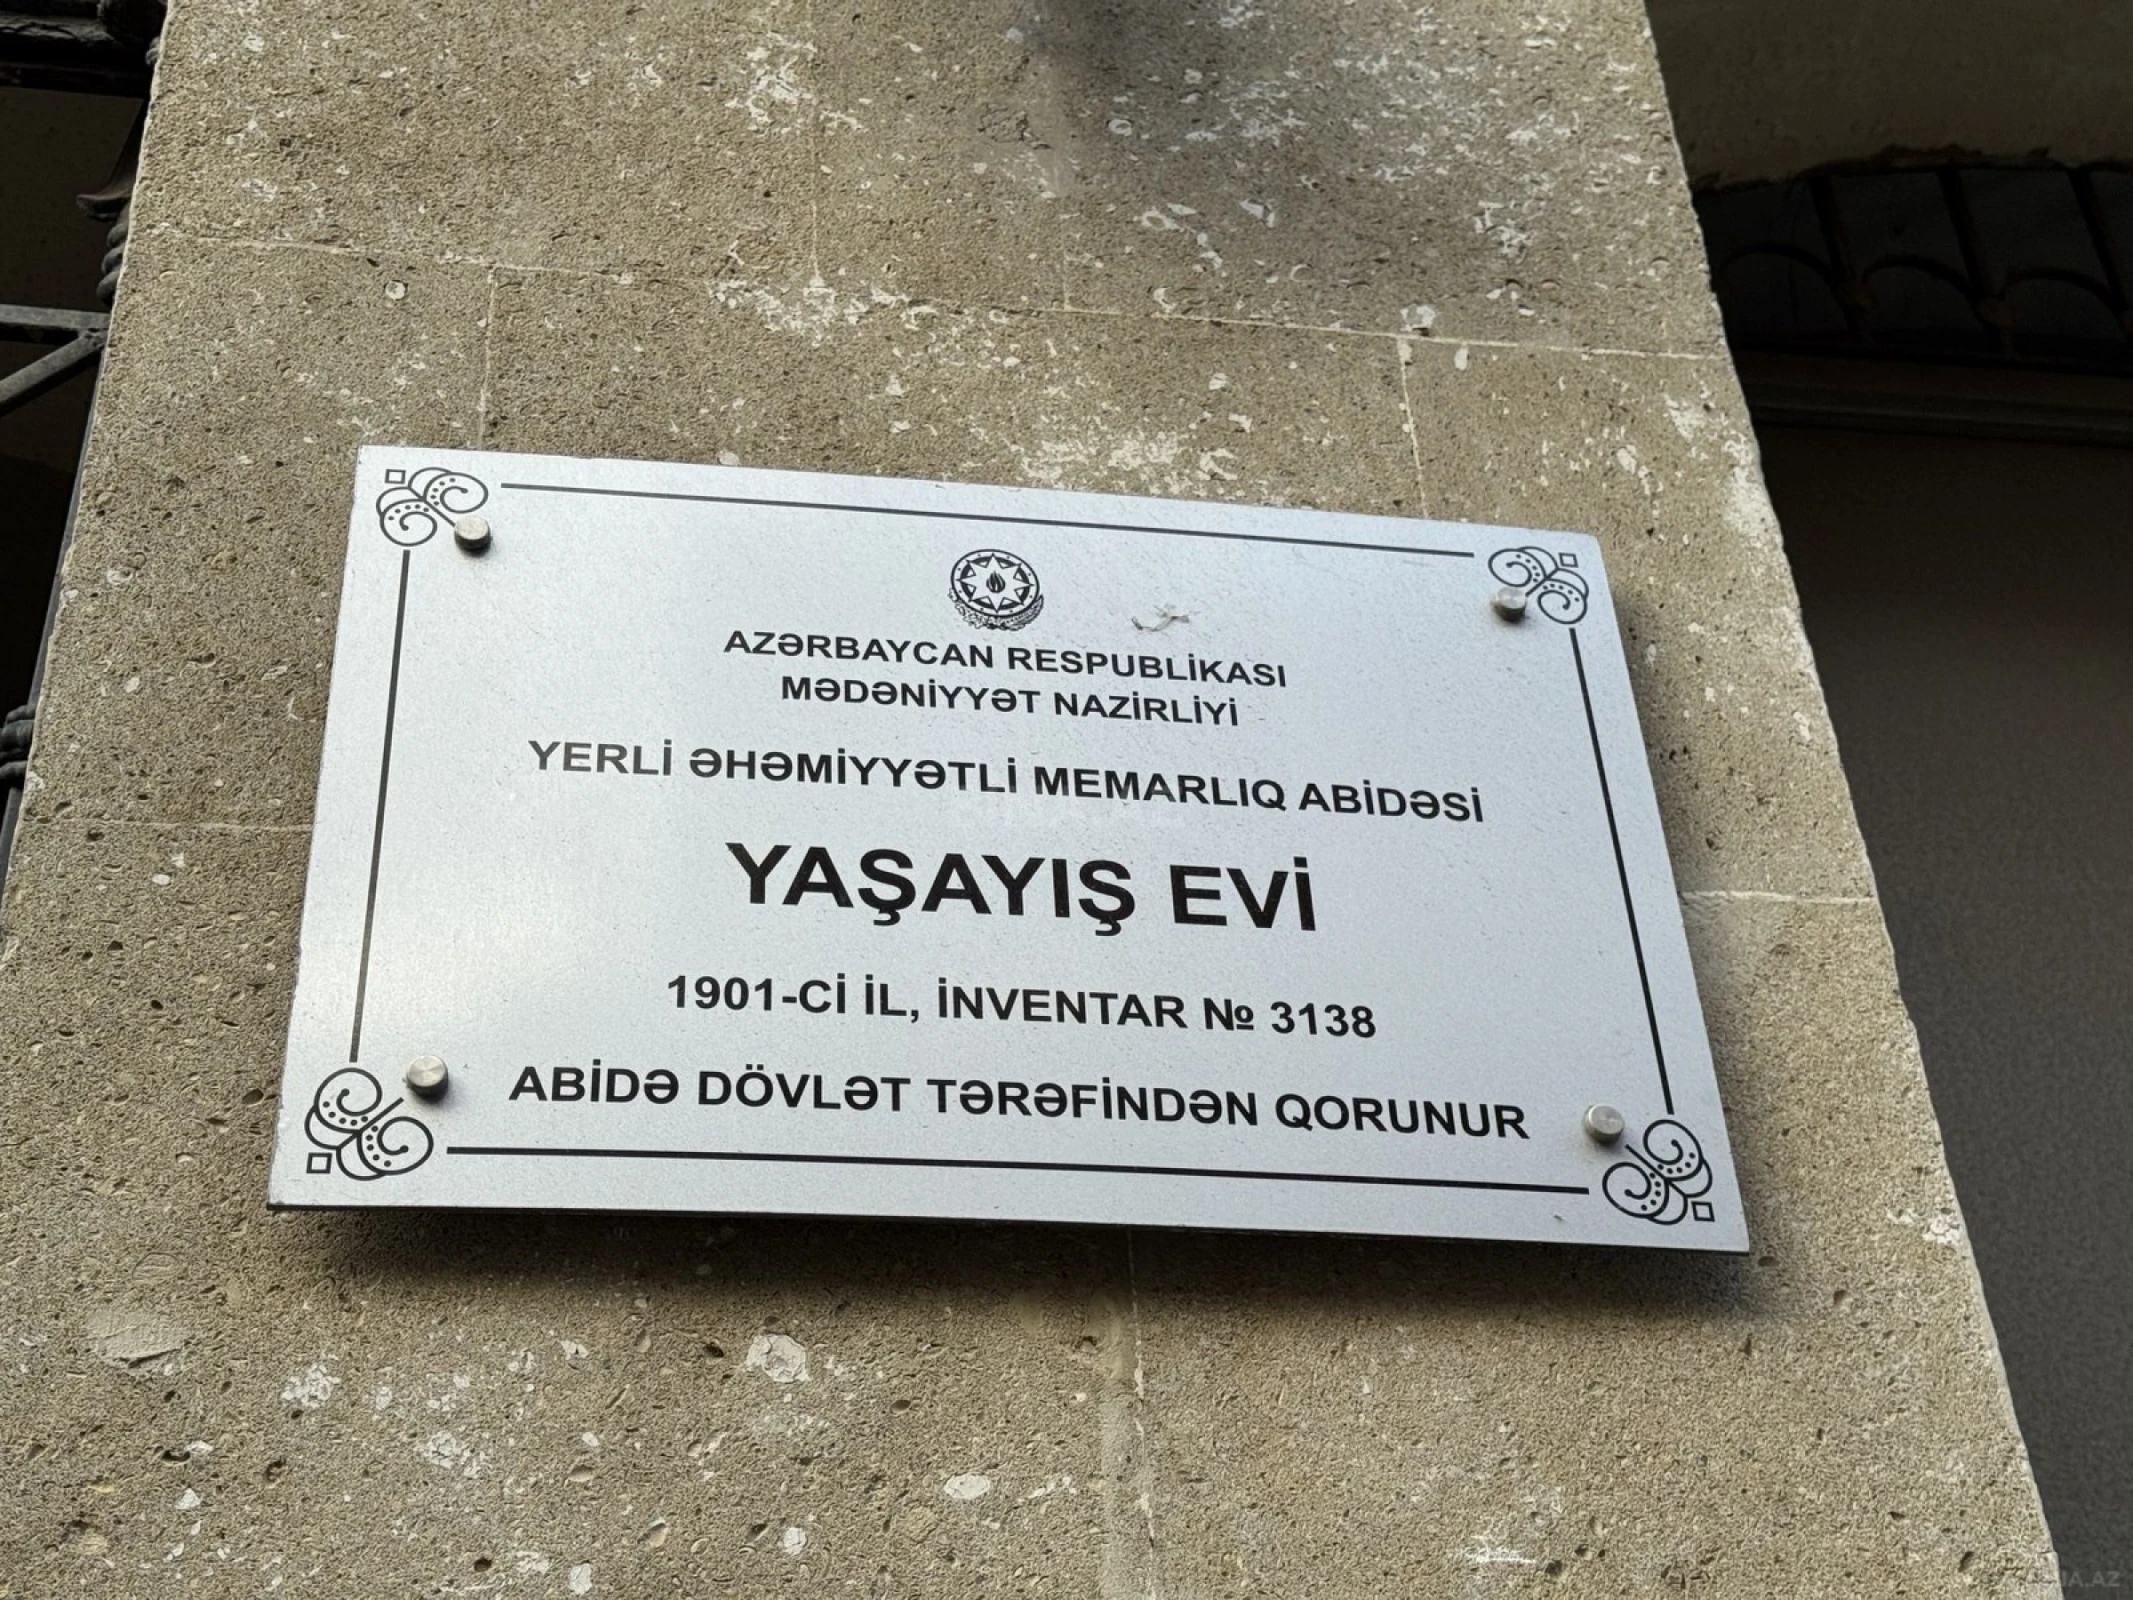 AZƏRBAYCAN RESPUBLİKASI
MƏDƏNİYYƏT NAZİRLİYİ
YERLİ ƏHƏMİYYƏTLİ MEMARLIQ ABİDƏSİ
YAŞAYIŞ EVİ
1901-Cİ İL, İNVENTAR № 3138
ABİDƏ DÖVLƏT TƏRƏFİNDƏN QORUNUR